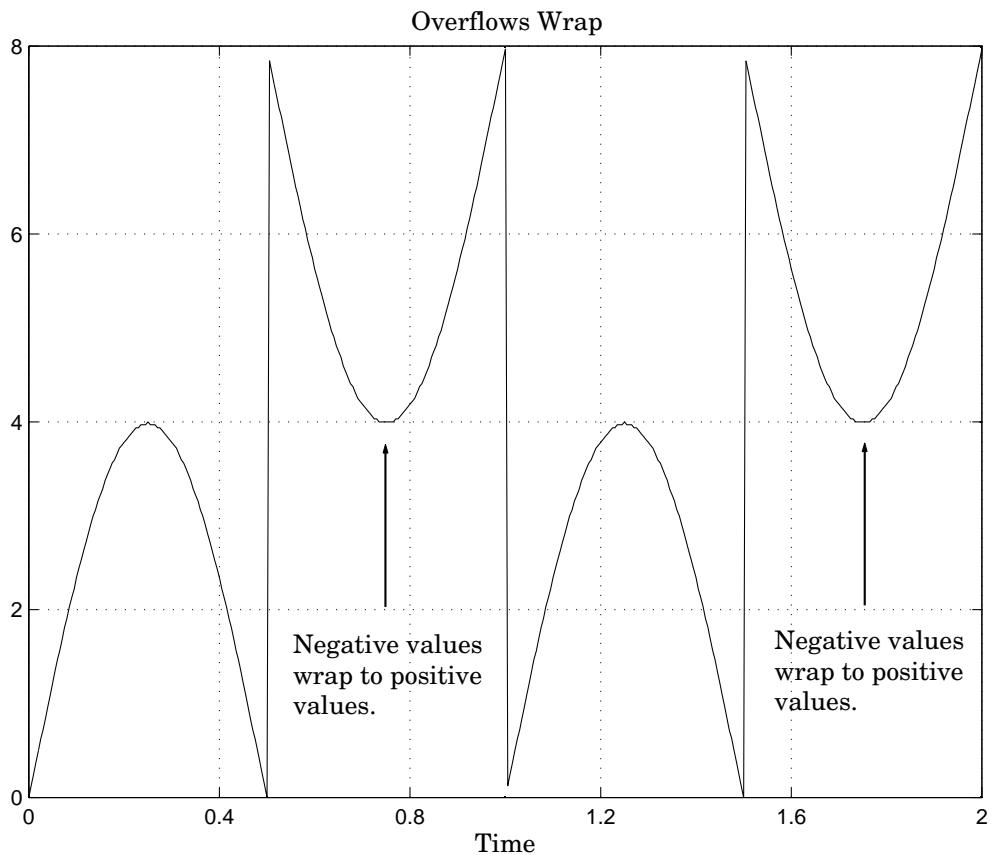 Overflows Wrap
8
6
4
2
0
Negative values
wrap to positive
values.
Negative values
wrap to positive
values.
0 0.4 0.8 1.2 1.6 2
Time